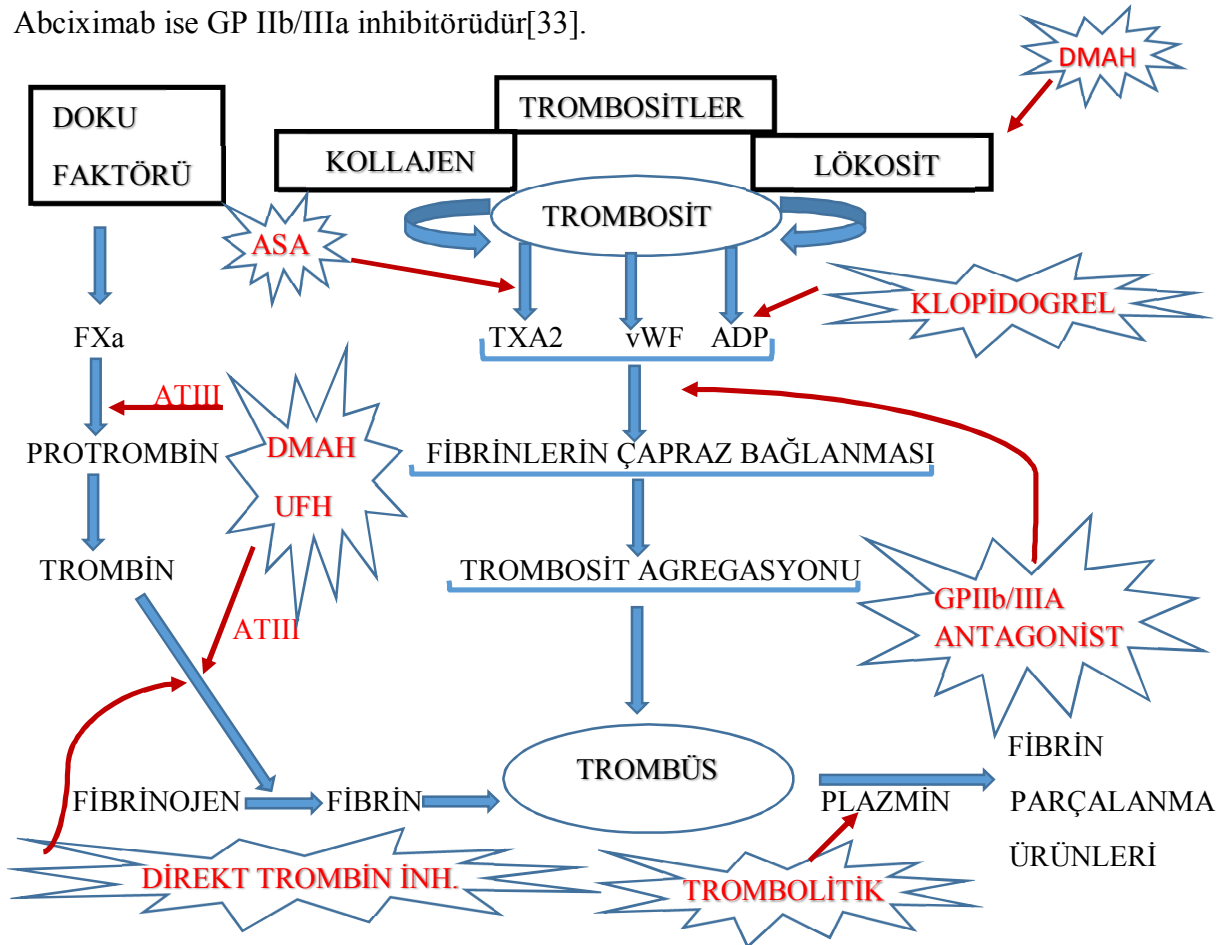 Abciximab ise GP IIb/IIIa inhibitörüdür[33].
DMAH
DOKU
FAKTÖRÜ
TROMBOSİTLER
KOLLAJEN
LÖKOSİT
TROMBOSİT
ASA
KLOPİDOGREL
FXa
TXA2
vWF
ADP
ATIII
PROTROMBİN
DMAH
UFH
FİBRİNLERİN ÇAPRAZ BAĞLANMASI
TROMBİN
TROMBOSİT AGREGASYONU
ATIII
GPIIb/IIIA
ANTAGONİST
TROMBÜS
FİBRİNOJEN
FİBRİN
PLAZMİN
FİBRİN
PARÇALANMA
ÜRÜNLERİ
DİREKT TROMBİN İNH.
TROMBOLİTİK